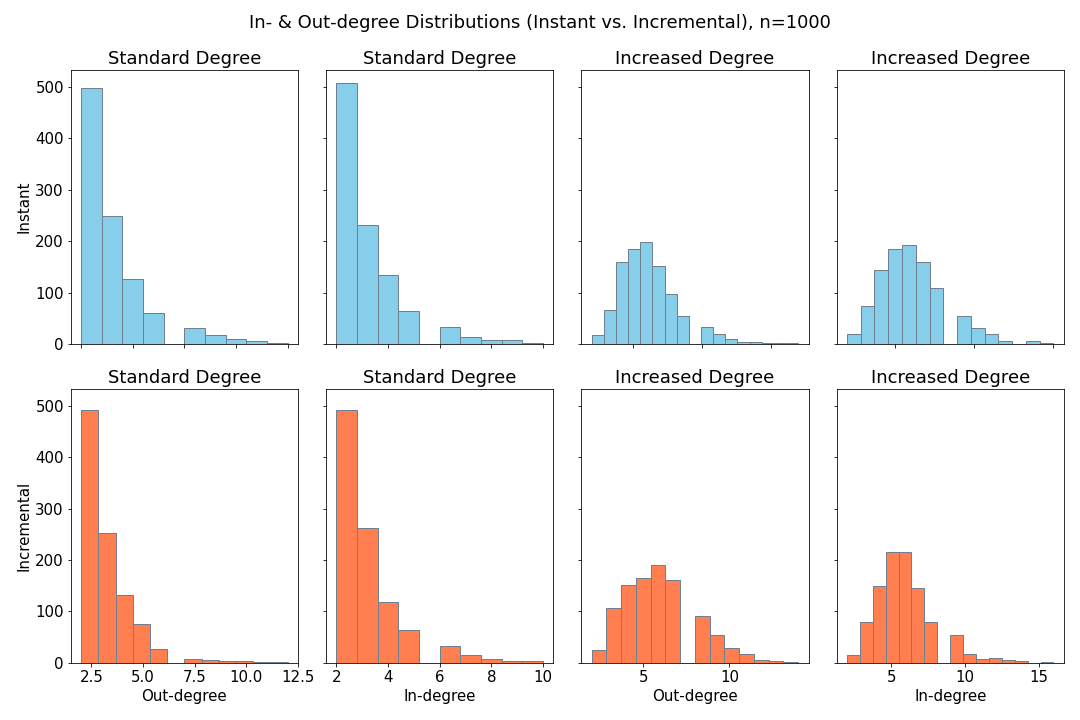 In- & Out-degree Distributions (Instant vs. Incremental), n=1000
Standard Degree
Standard Degree
Increased Degree
Increased Degree
500
400
300
200
100
0
Instant
Standard Degree
Standard Degree
Increased Degree
Increased Degree
500
400
300
200
100
0
Incremental
2.5 5.0 7.5 10.0 12.5
2 4 6 8 10
5 10
5 10 15
Out-degree
In-degree
Out-degree
In-degree